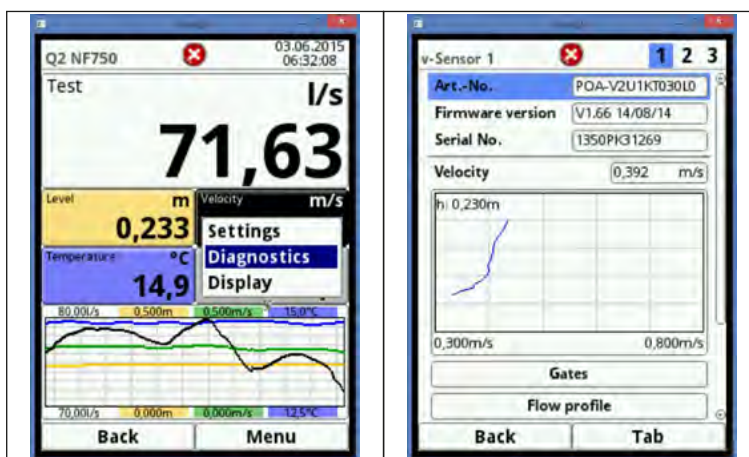 Q2 NF750
03.06.2015
06:32:08
Test
l/s
71,63
Level
m
0,233
Velocity
m/s
Settings
Diagnostics
Display
Temperature
°C
14,9
80,00l/s 0,500m 0,500m/s 15,0°C
70,00l/s 0,000m 0,000m/s 12,5°C
Back Menu
v-Sensor 1
1 2 3
Art.-No. POA-V2U1KT030L0
Firmware version V1.66 14/08/14
Serial No. 1350PK31269
Velocity 0,392 m/s
h: 0,230m
0,300m/s 0,800m/s
Gates
Flow profile
Back Tab